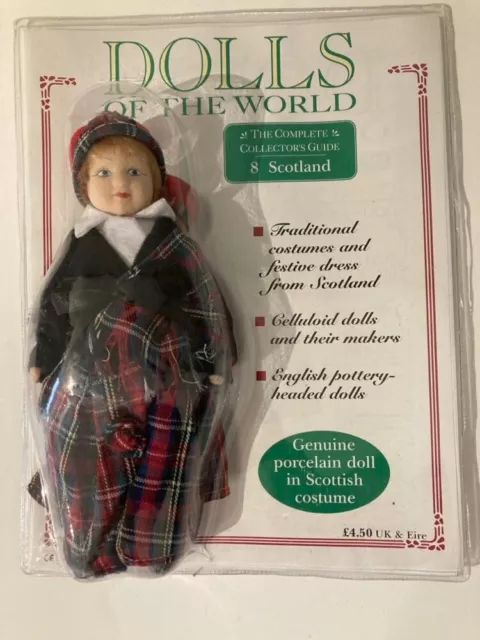 DOLLS
OF THE WORLD
THE COMPLETE
COLLECTOR'S GUIDE
8 Scotland
Traditional
costumes and
festive dress
from Scotland
Celluloid dolls
and their makers
English pottery-
headed dolls
Genuine
porcelain doll
in Scottish
costume
£4.50 UK & Eire